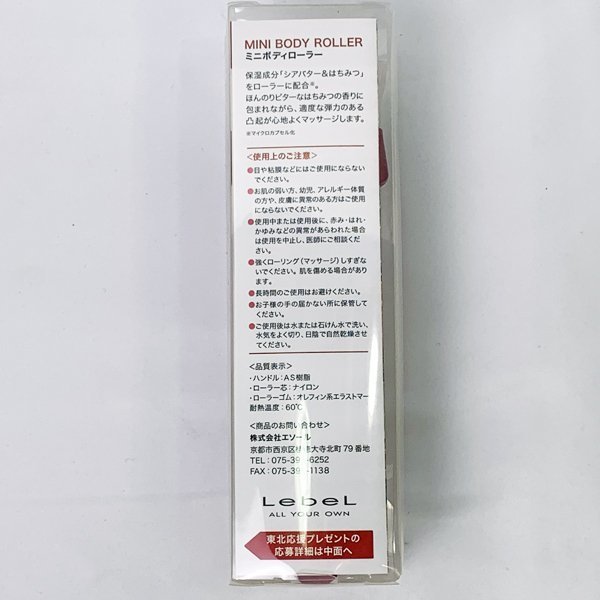 MINI BODY ROLLER
ミニボディローラー
保湿成分「シアバター&はちみつ」
をローラーに配合※。
ほんのりビターなはちみつの香りに
包まれながら、適度な弾力のある
凸起が心地よくマッサージします。
※マイクロカプセル化
<使用上のご注意>
●目や粘膜などにはご使用にならない
でください。
●お肌の弱い方、幼児、アレルギー体質
の方や、皮膚に異常のある方はご使用
にならないでください。
●使用中または使用後に、赤み・はれ・
かゆみなどの異常があらわれた場合
は使用を中止し、医師にご相談くだ
さい。
●強くローリング(マッサージ)しすぎな
いでください。肌を傷める場合があり
ます。
●長時間のご使用はお避けください。
●お子様の手の届かない所に保管して
ください。
●ご使用後は水または石けん水で洗い、
水気をよく切り、日陰で自然乾燥させ
てください。
<品質表示>
・ハンドル:AS樹脂
・ローラー芯:ナイロン
・ローラーゴム:オレフィン系エラストマー
耐熱温度:60℃
<商品のお問い合わせ>
株式会社エソール
京都市西京区 大寺北町79番地
TEL:075-39 -6252
FAX:075-39 -1138
LebeL
ALL YOUR OWN
東北応援プレゼントの
応募詳細は中面へ